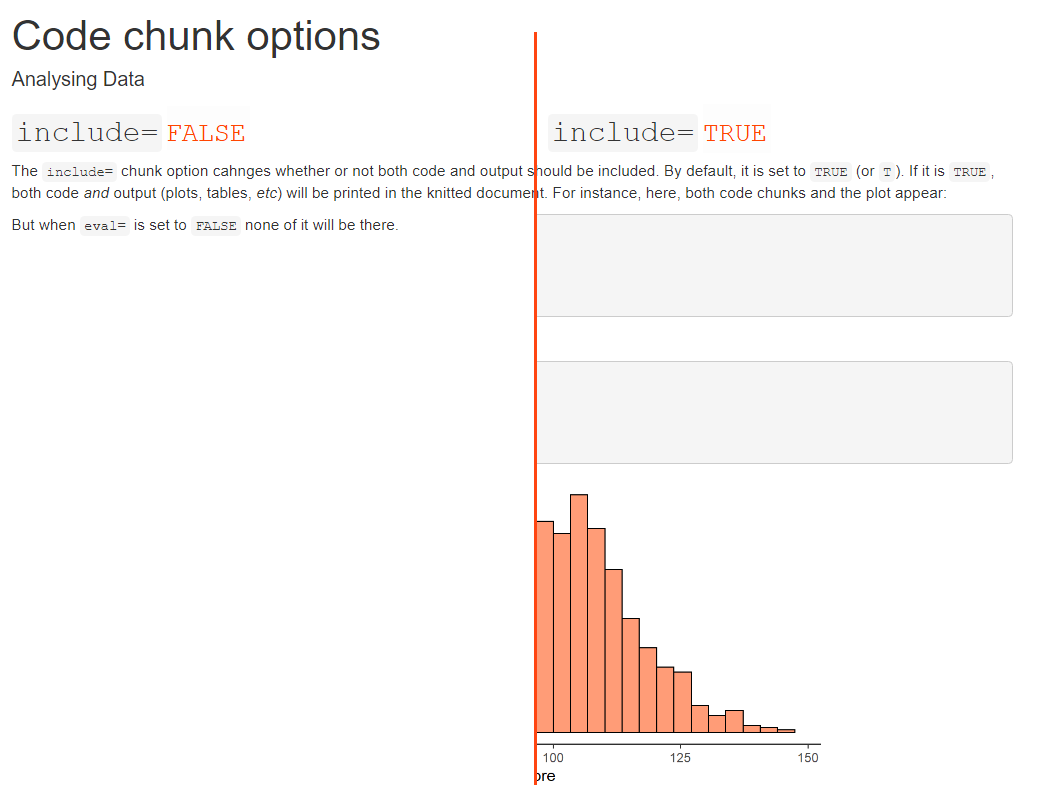 Code chunk options
Analysing Data
include= FALSE include= TRUE
The include= chunk option cahnges whether or not both code and output should be included. By default, it is set to TRUE (or T ). If it is TRUE ,
both code and output (plots, tables, etc) will be printed in the knitted document. For instance, here, both code chunks and the plot appear:
But when eval= is set to FALSE none of it will be there.
100 125 150
ore